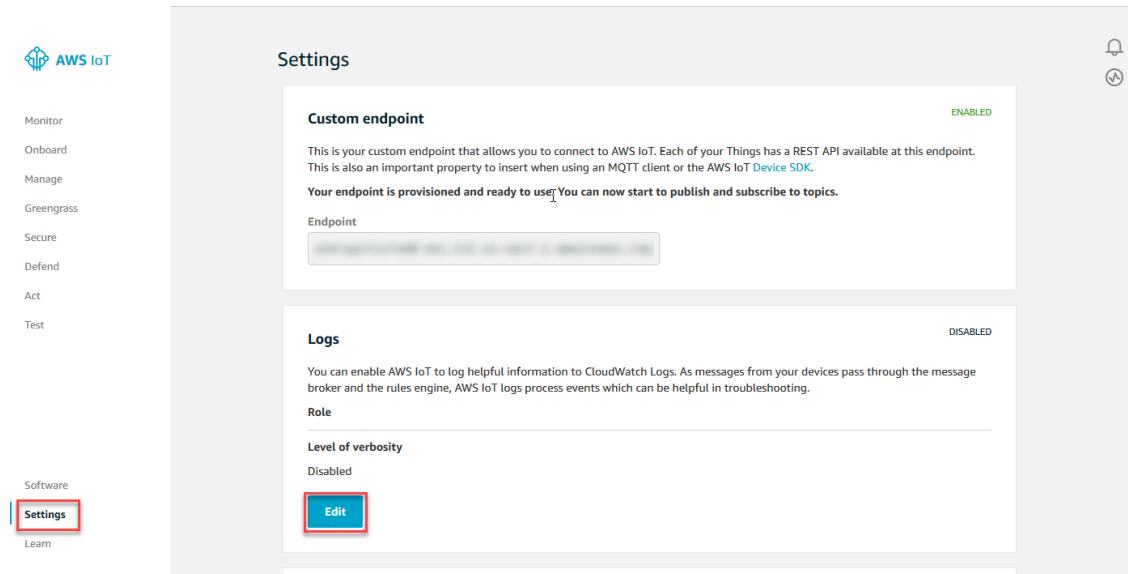 AWS IoT
Monitor
Onboard
Manage
Greengrass
Secure
Defend
Act
Test
Software
Settings
Learn
Settings
Custom endpoint
ENABLED
This is your custom endpoint that allows you to connect to AWS IoT. Each of your Things has a REST API available at this endpoint.
This is also an important property to insert when using an MQTT client or the AWS IoT Device SDK.
Your endpoint is provisioned and ready to use. You can now start to publish and subscribe to topics.
Endpoint
Logs
DISABLED
You can enable AWS IoT to log helpful information to CloudWatch Logs. As messages from your devices pass through the message
broker and the rules engine, AWS IoT logs process events which can be helpful in troubleshooting.
Role
Level of verbosity
Disabled
Edit